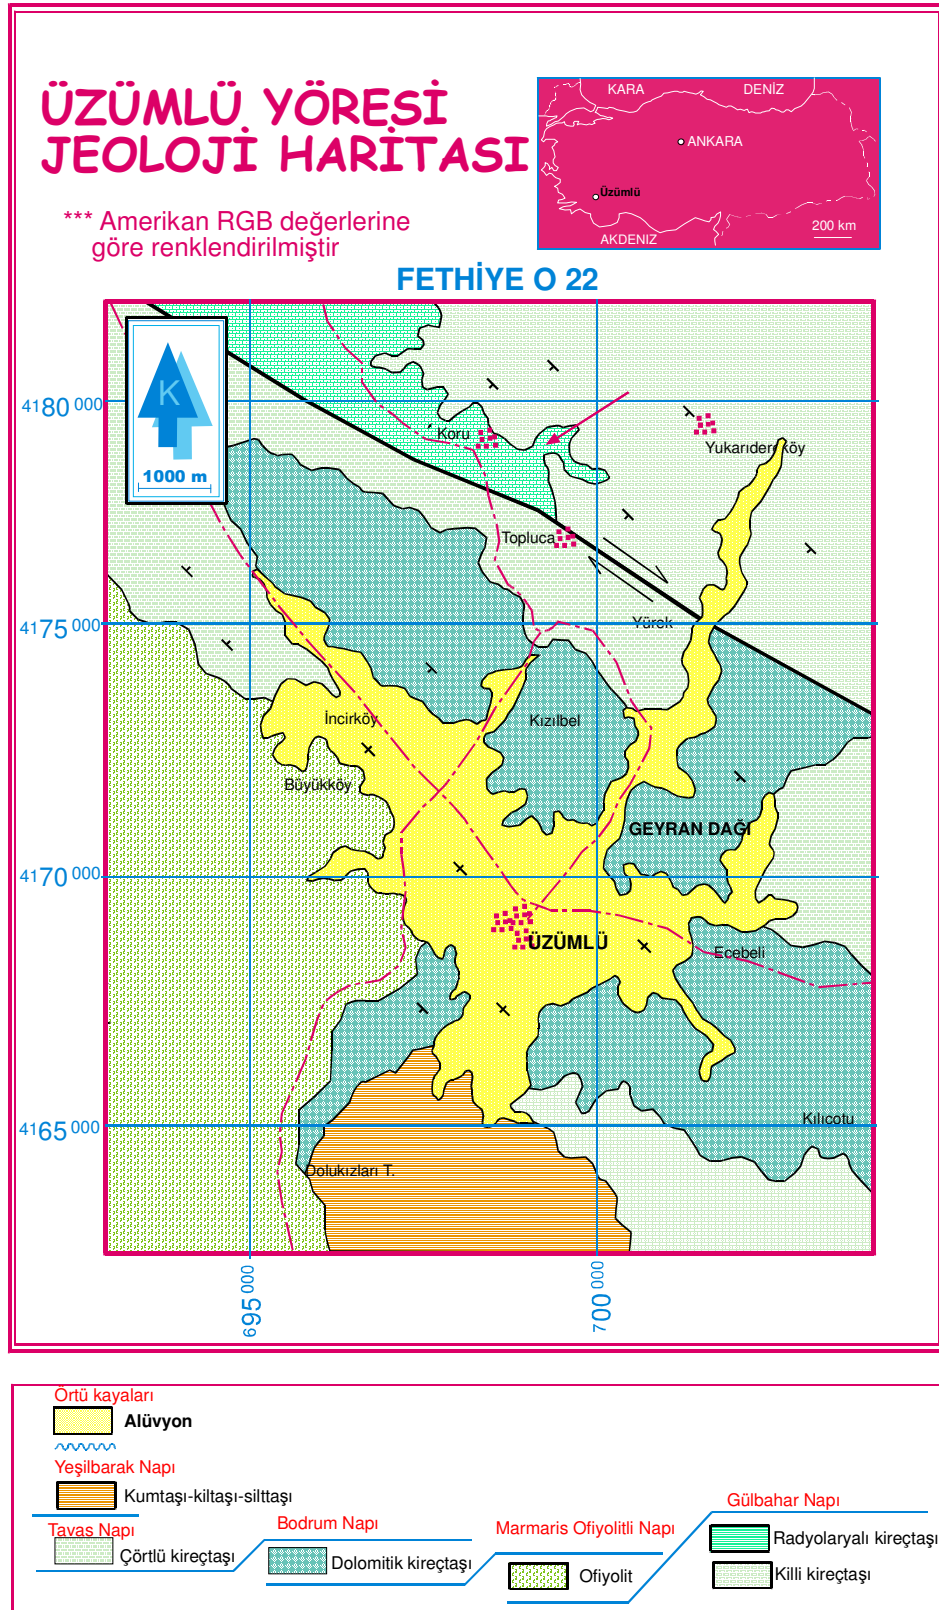 ÜZÜMLÜ YÖRESİ
JEOLOJİ HARİTASI
*** Amerikan RGB değerlerine
göre renklendirilmiştir
KARA DENİZ
ANKARA
Üzümlü
200 km
AKDENIZ
FETHİYE O 22
K
1000 m
4180 000
Koru
Yukarıdereköy
Topluca
4175 000
Yürek
İncirköy
Kızılbel
Büyükköy
GEYRAN DAĞI
4170 000
ÜZÜMLÜ
Ecebeli
4165 000
Kılıcotu
Dolukızları T.
695 000
700 000
Örtü kayaları
Alüvyon
Yeşilbarak Napı
Kumtaşı-kiltaşı-silttaşı
Tavas Napı
Çörtlü kireçtaşı
Bodrum Napı
Dolomitik kireçtaşı
Marmaris Ofiyolitli Napı
Ofiyolit
Gülbahar Napı
Radyolaryalı kireçtaşı
Killi kireçtaşı